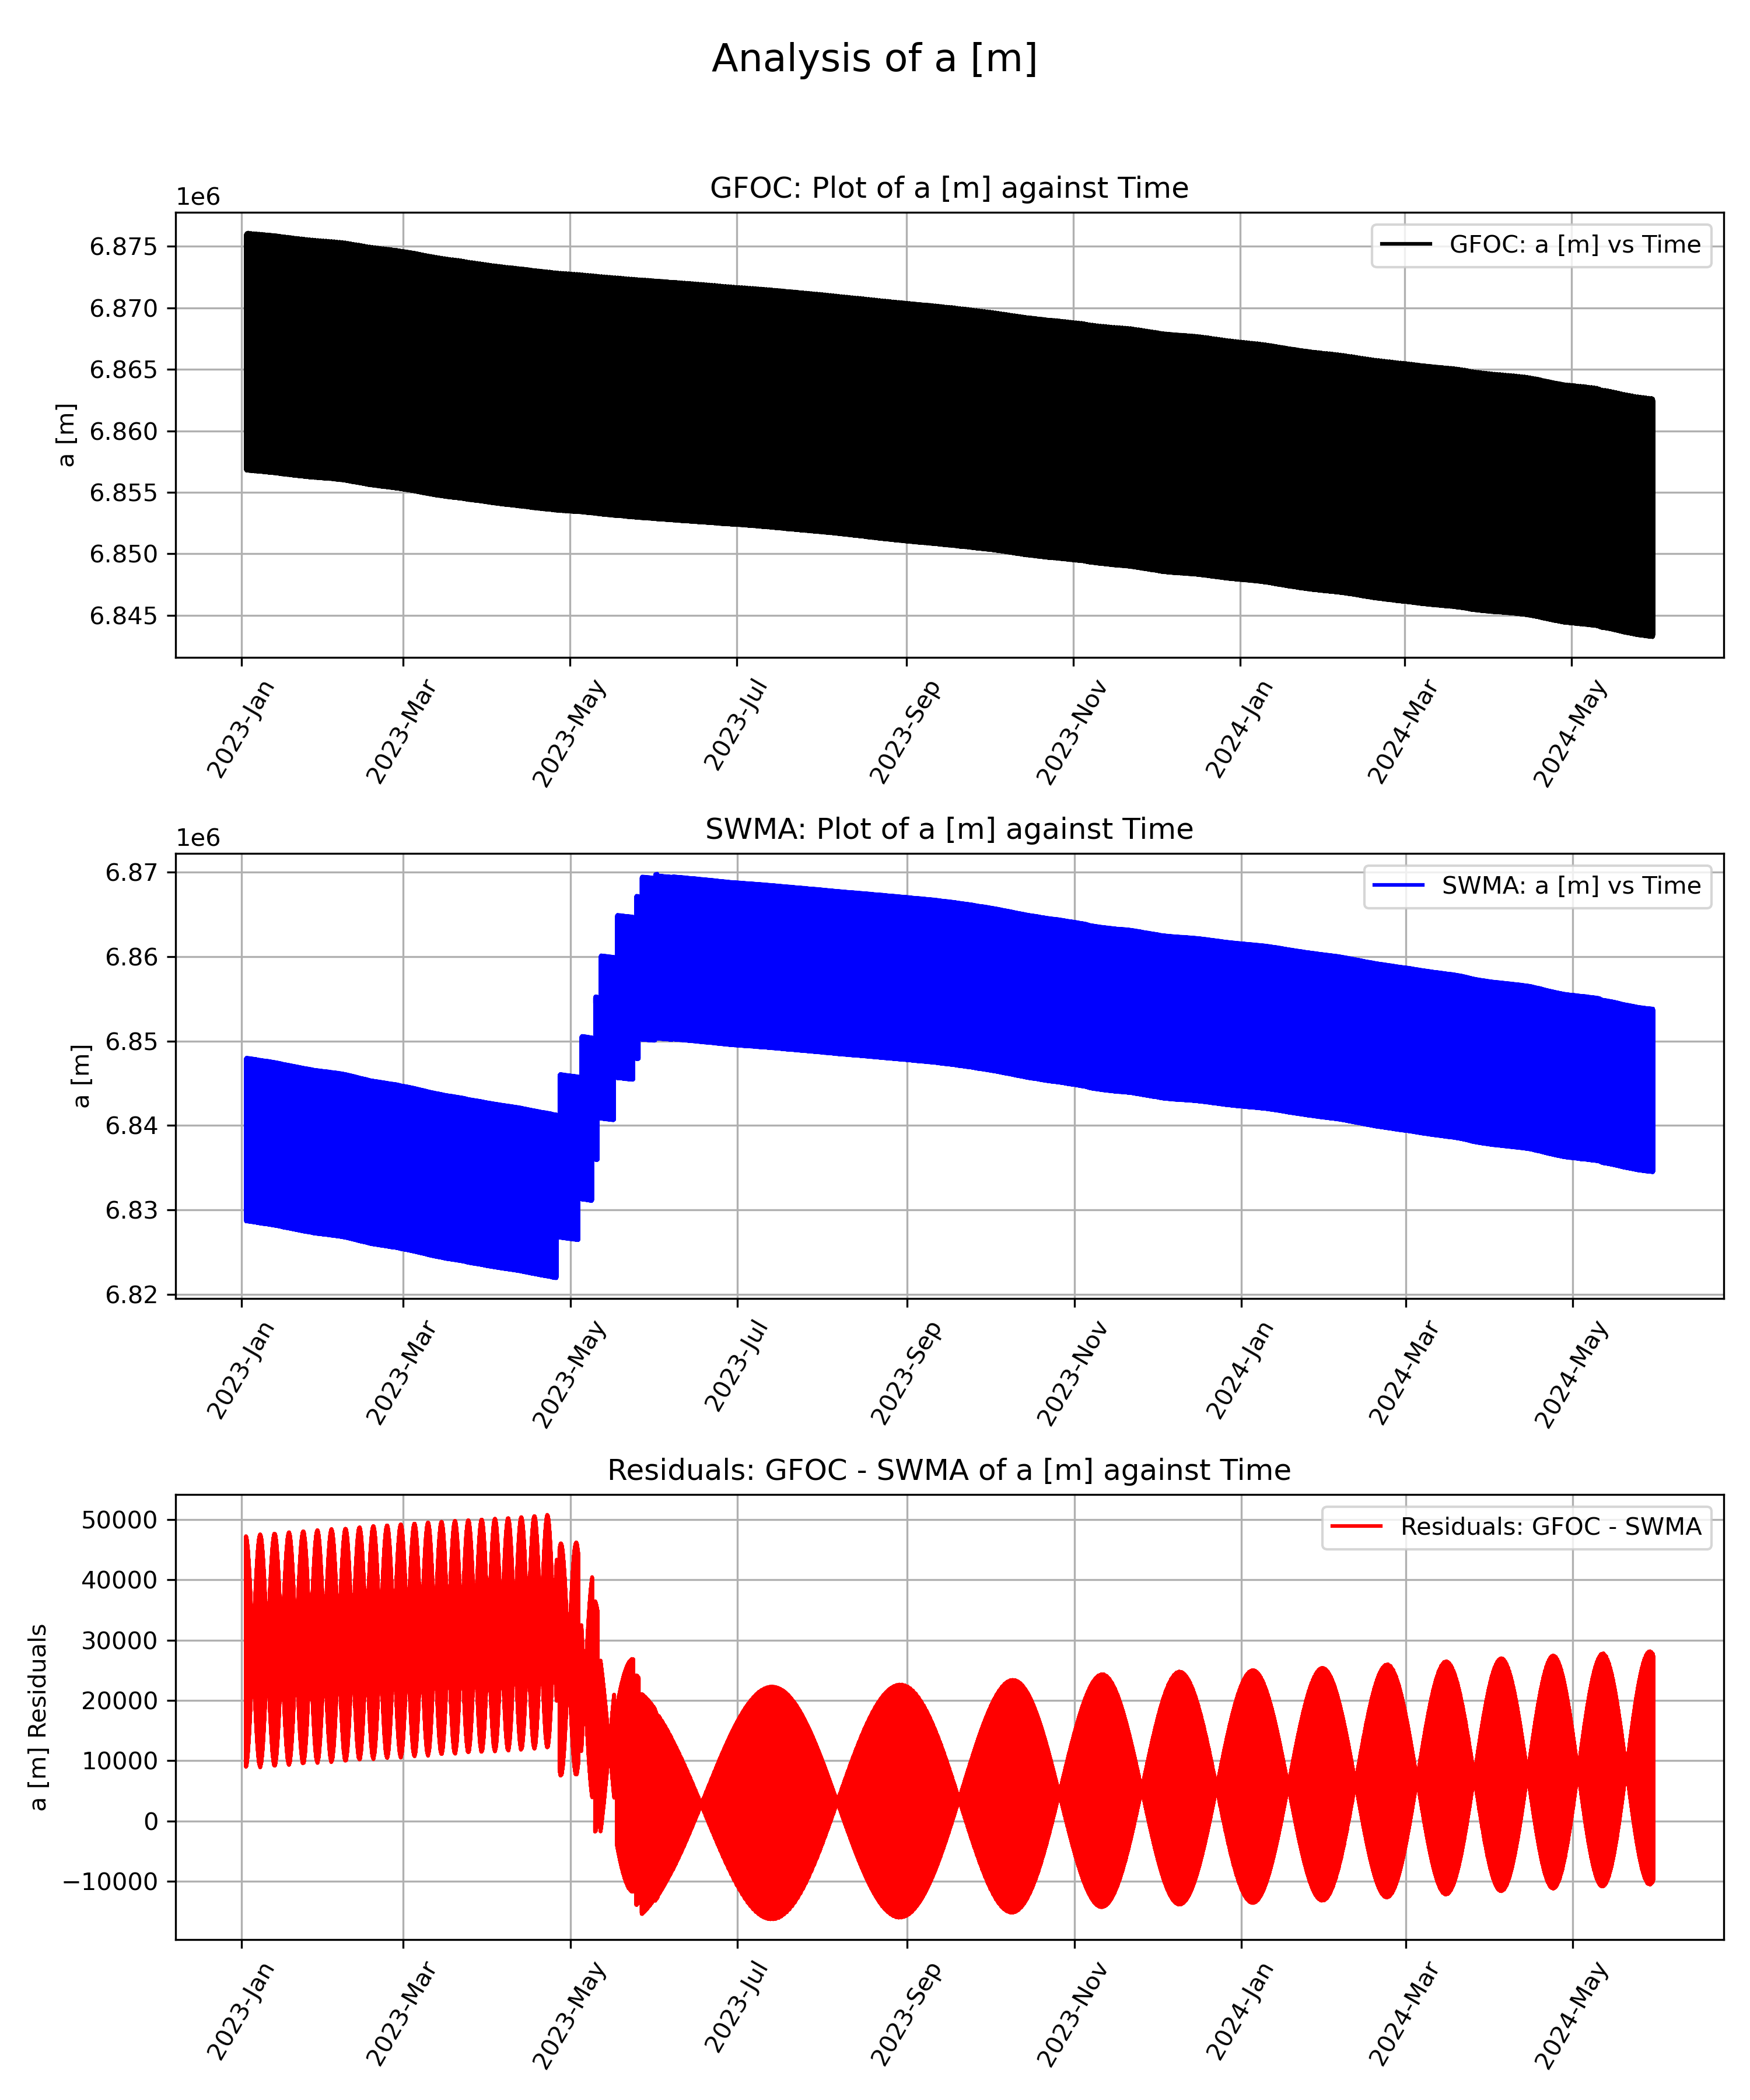 Analysis of a [m]
GFOC: Plot of a [m] against Time
1e6
GFOC: a [m] vs Time
a [m]
6.875
6.870
6.865
6.860
6.855
6.850
6.845
2023-Jan
2023-Mar
2023-May
2023-Jul
2023-Sep
2023-Nov
2024-Jan
2024-Mar
2024-May
SWMA: Plot of a [m] against Time
1e6
SWMA: a [m] vs Time
a [m]
6.87
6.86
6.85
6.84
6.83
6.82
2023-Jan
2023-Mar
2023-May
2023-Jul
2023-Sep
2023-Nov
2024-Jan
2024-Mar
2024-May
Residuals: GFOC - SWMA of a [m] against Time
Residuals: GFOC - SWMA
a [m] Residuals
50000
40000
30000
20000
10000
0
−10000
2023-Jan
2023-Mar
2023-May
2023-Jul
2023-Sep
2023-Nov
2024-Jan
2024-Mar
2024-May